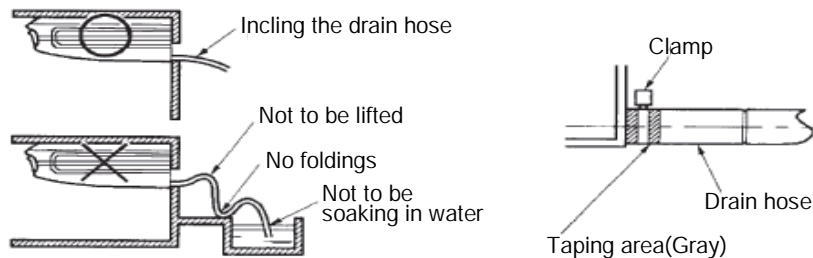 Incling the drain hose
Not to be lifted
No foldings
Not to be
soaking in water
Clamp
Drain hose
Taping area(Gray)